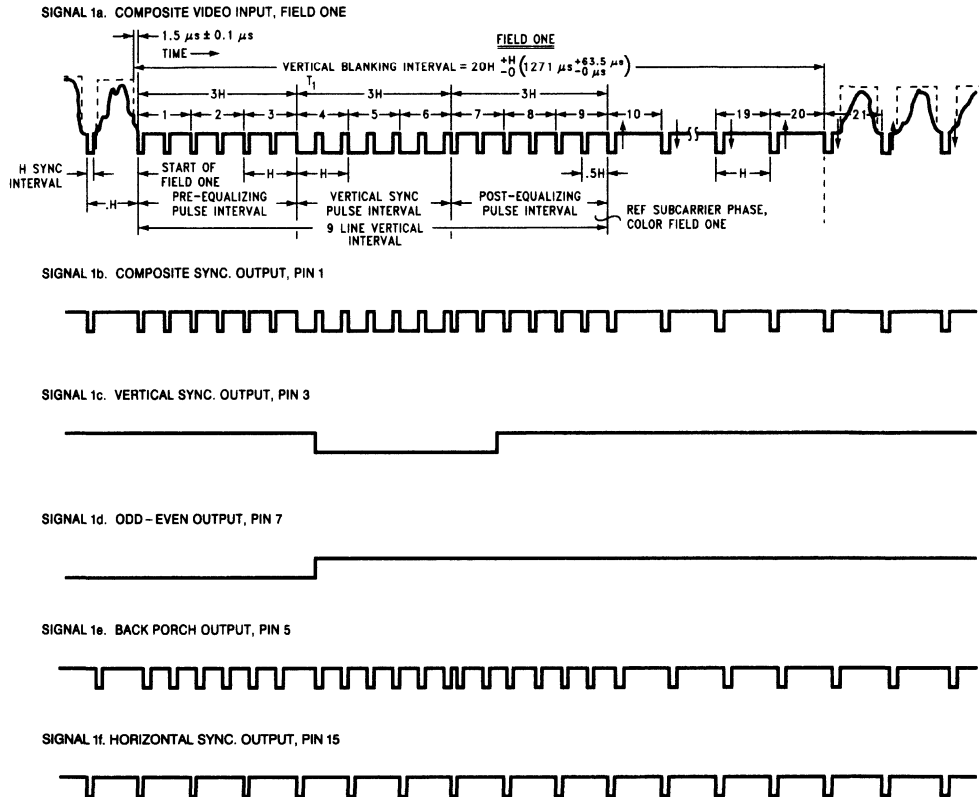 SIGNAL 1a. COMPOSITE VIDEO INPUT, FIELD ONE
1.5 µs ± 0.1 µs
TIME
FIELD ONE
VERTICAL BLANKING INTERVAL = 20H +H -0 (1271 µs +63.5 µs -0 µs)
T1
3H 3H 3H
1 2 3 4 5 6 7 8 9 10 19 20 21
H SYNC INTERVAL
START OF FIELD ONE
H H .5H H
.H
PRE-EQUALIZING PULSE INTERVAL
VERTICAL SYNC PULSE INTERVAL
POST-EQUALIZING PULSE INTERVAL
REF SUBCARRIER PHASE, COLOR FIELD ONE
9 LINE VERTICAL INTERVAL
SIGNAL 1b. COMPOSITE SYNC. OUTPUT, PIN 1
SIGNAL 1c. VERTICAL SYNC. OUTPUT, PIN 3
SIGNAL 1d. ODD–EVEN OUTPUT, PIN 7
SIGNAL 1e. BACK PORCH OUTPUT, PIN 5
SIGNAL 1f. HORIZONTAL SYNC. OUTPUT, PIN 15